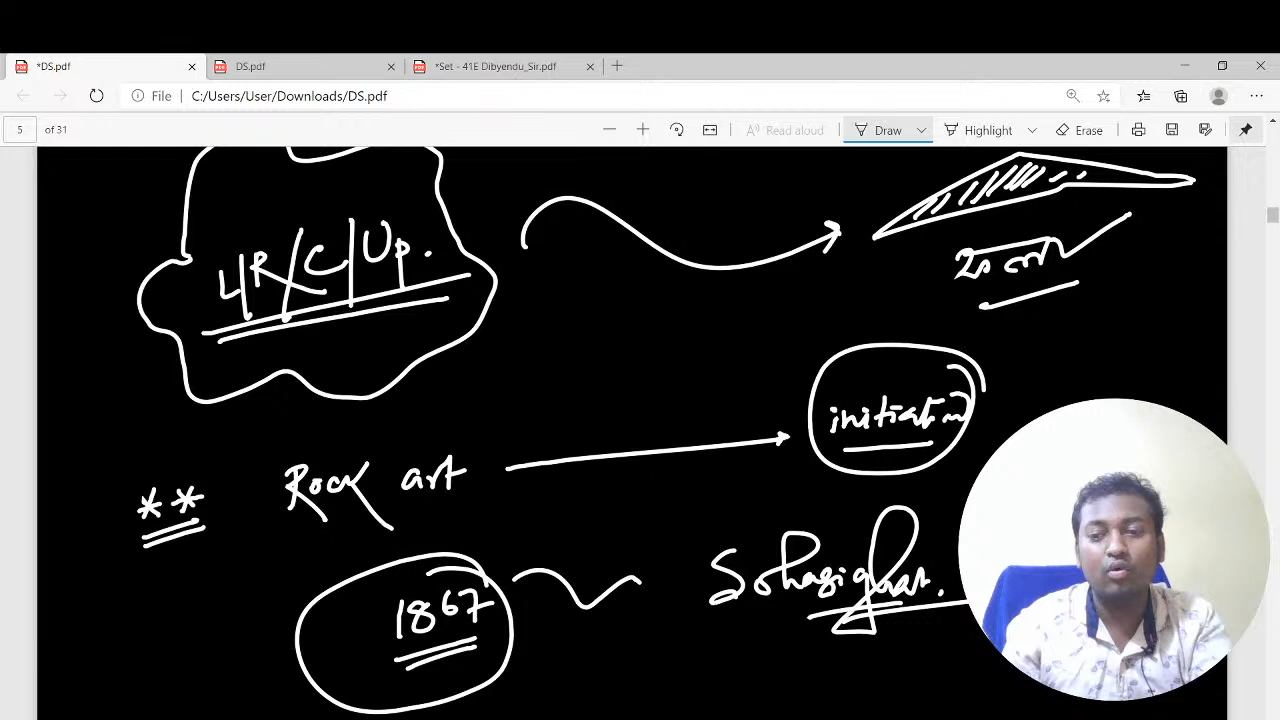 *DS.pdf
DS.pdf
*Set - 41E Dibyendu_Sir.pdf
File C:/Users/User/Downloads/DS.pdf
5 of 31
Read aloud
Draw
Highlight
Erase
4R/C/Up.
initiation
** Rock art
1867
Sohagighat.